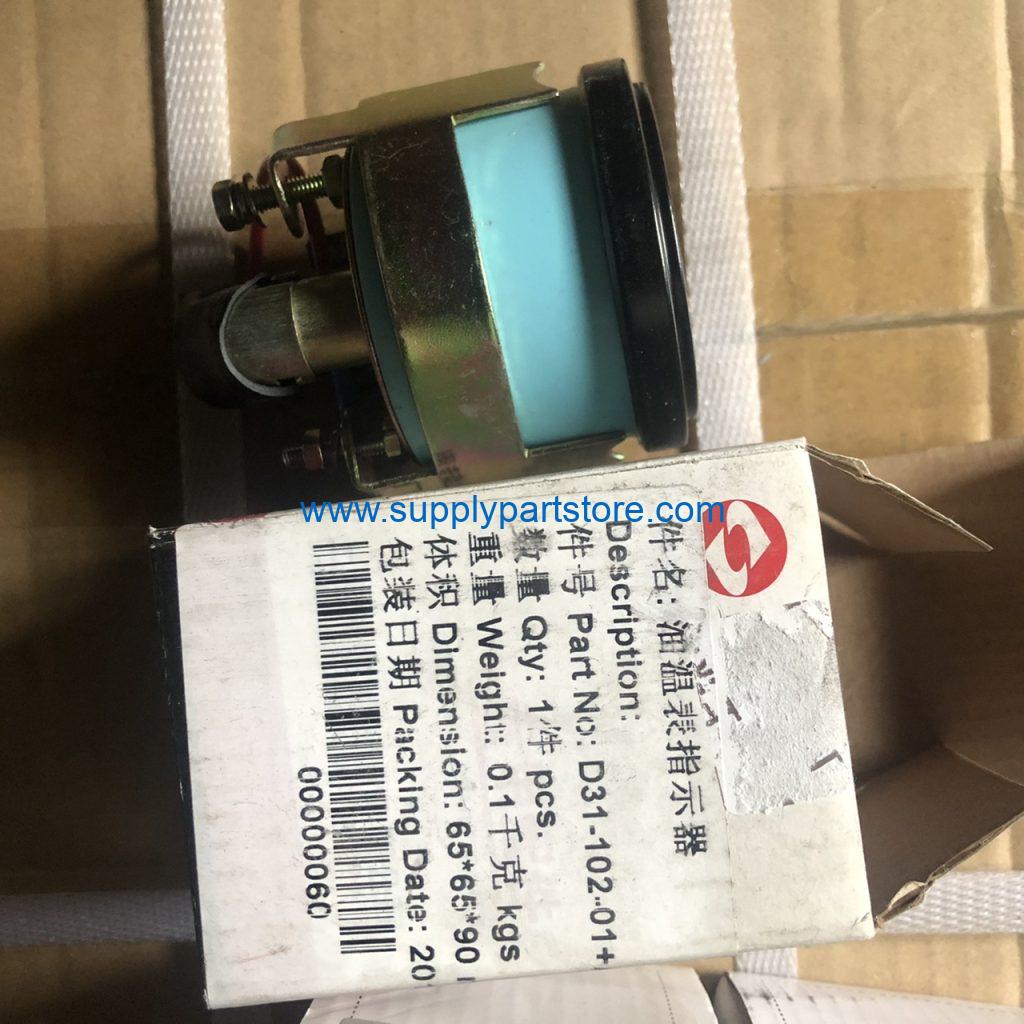 www.supplypartstore.com
件名: 油温表指示器
Description:
件号 Part No: D31-102-01+
数量 Qty: 1件 pcs.
重量 Weight: 0.1千克 kgs
体积 Dimension: 65*65*90
包装日期 Packing Date: 20
00000060